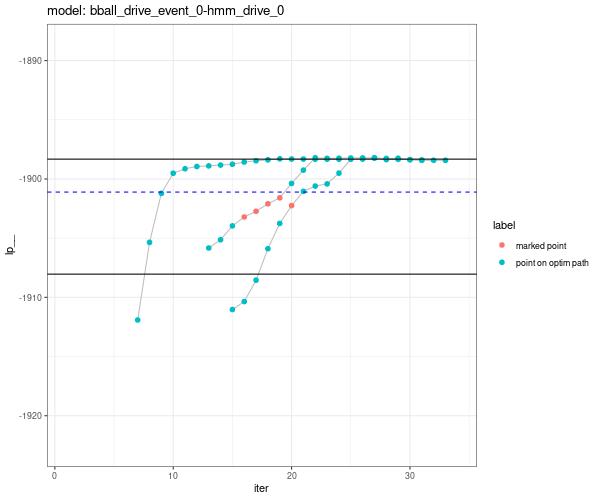 model: bball_drive_event_0-hmm_drive_0
-1890
-1900
-1910
-1920
lp__
0 10 20 30
iter
label
marked point
point on optim path